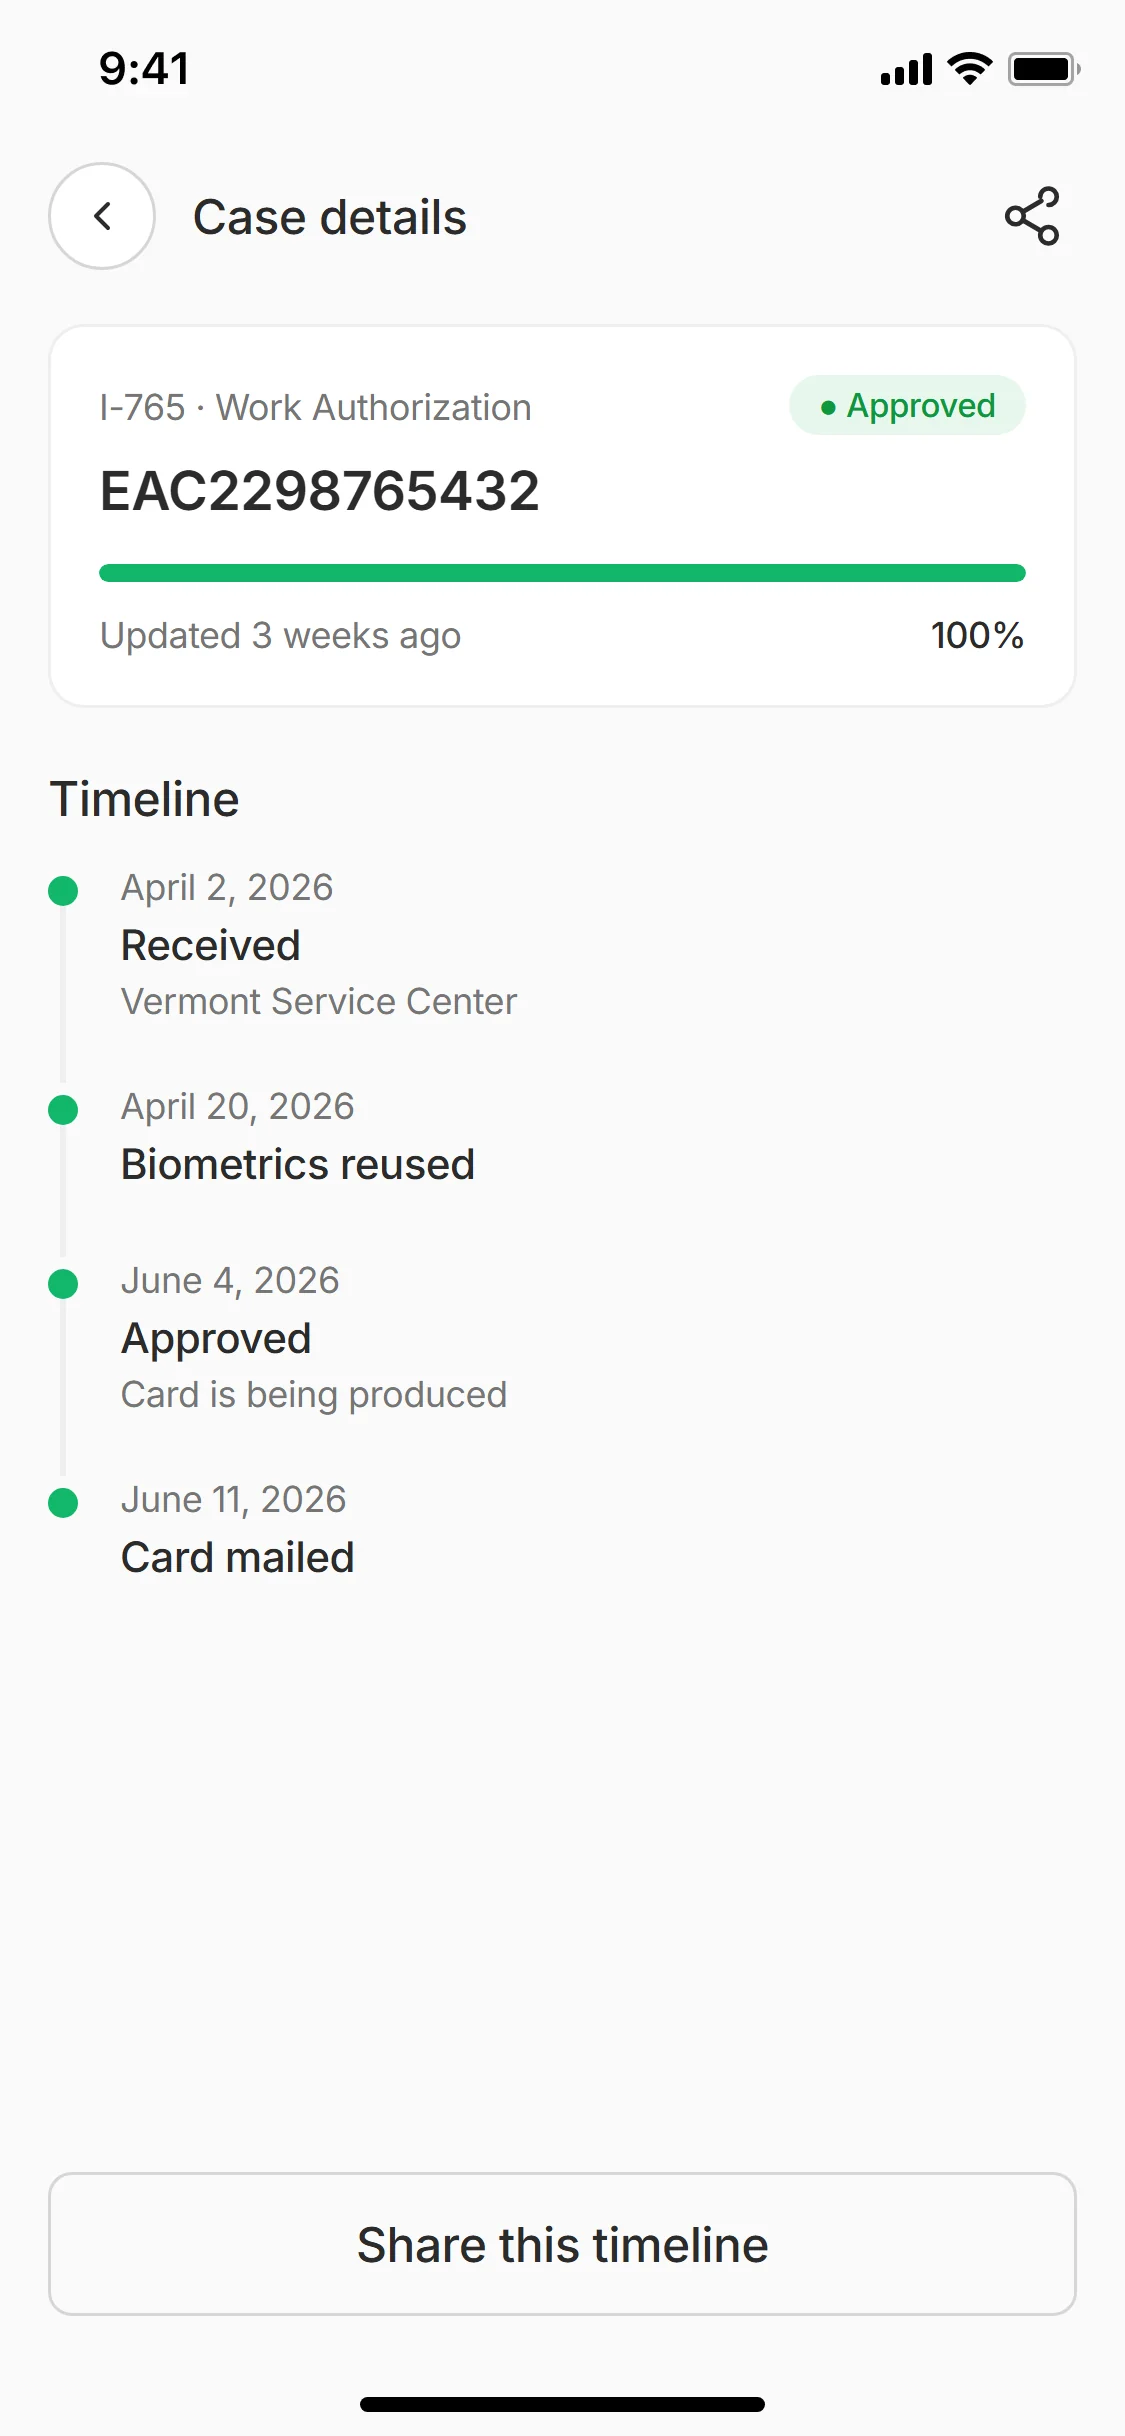 9:41
Case details
I-765 · Work Authorization
Approved
EAC2298765432
Updated 3 weeks ago
100%
Timeline
April 2, 2026
Received
Vermont Service Center
April 20, 2026
Biometrics reused
June 4, 2026
Approved
Card is being produced
June 11, 2026
Card mailed
Share this timeline